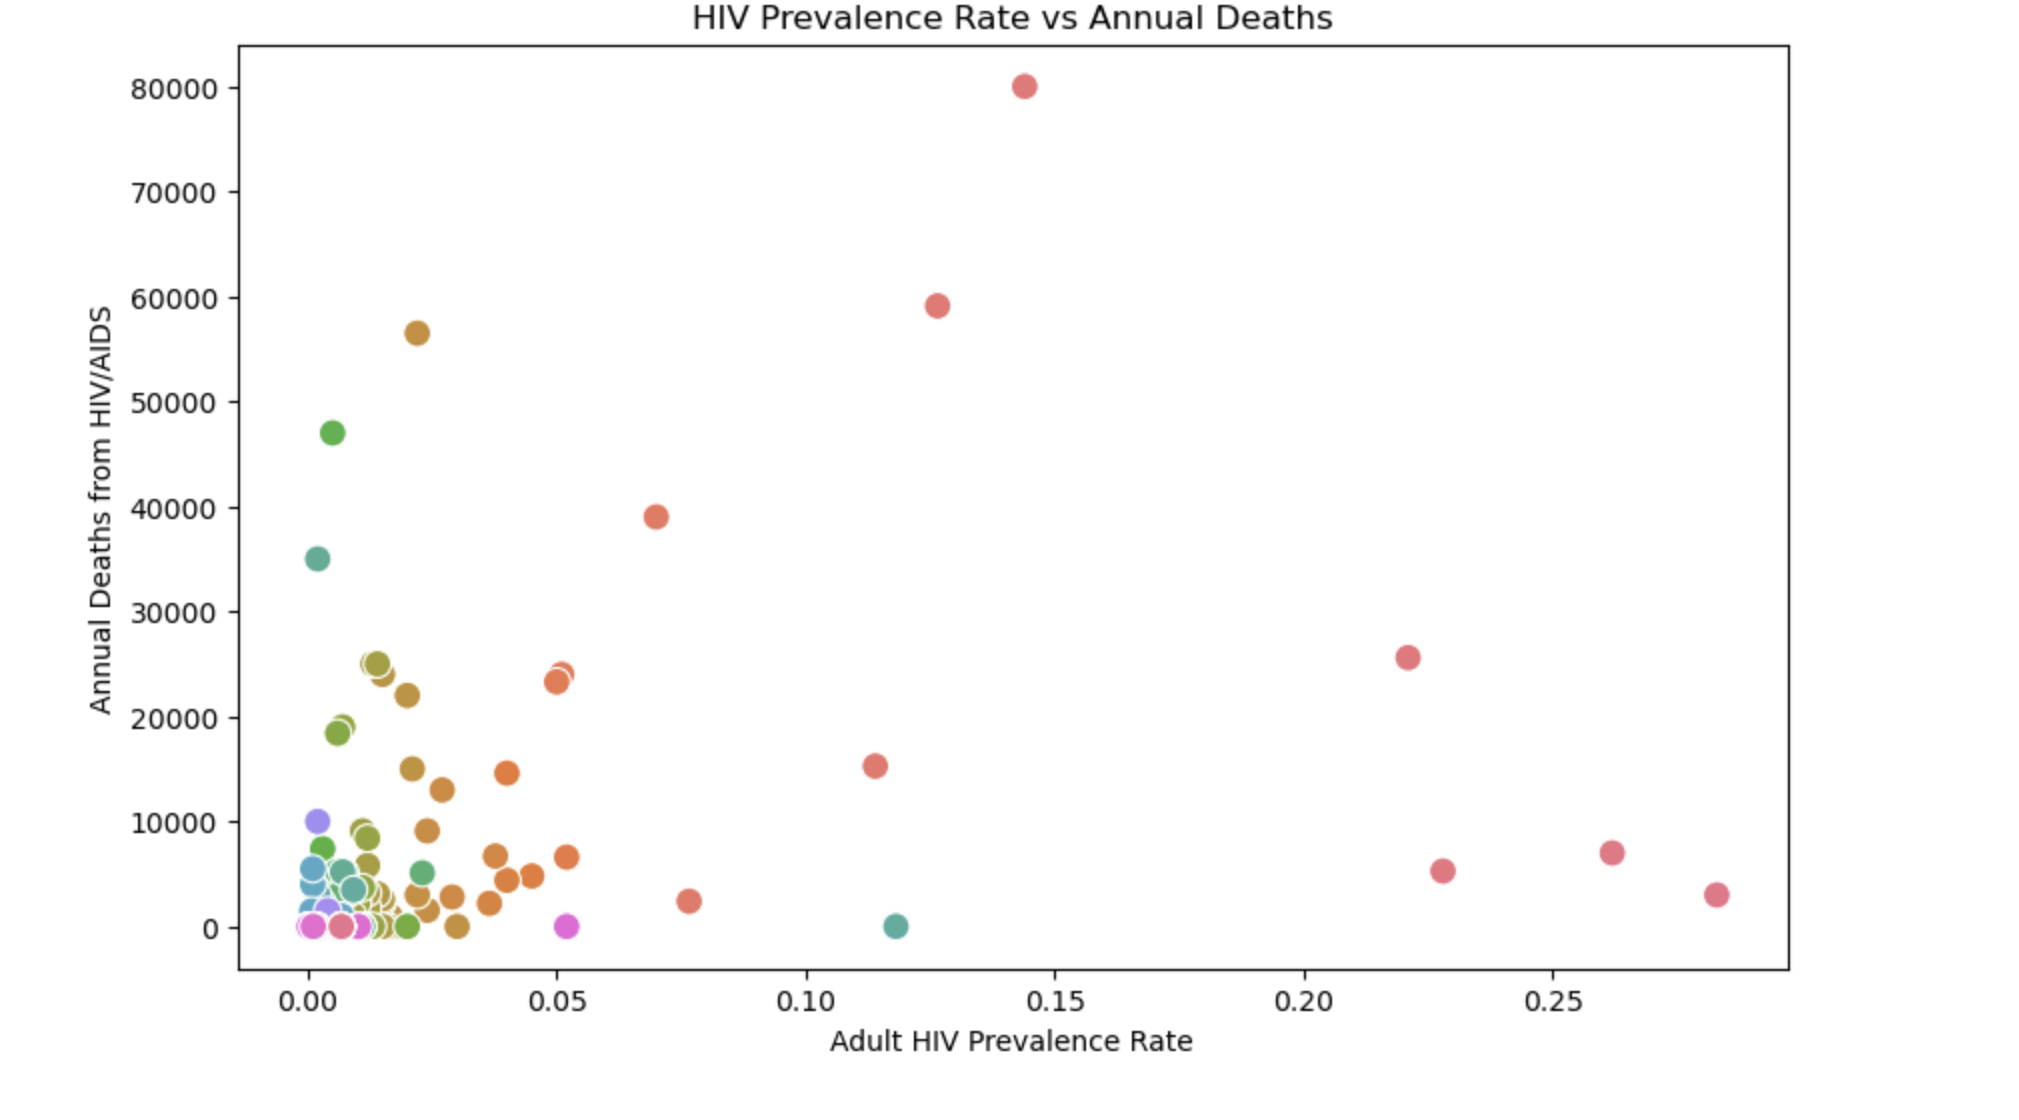 HIV Prevalence Rate vs Annual Deaths
Annual Deaths from HIV/AIDS
80000
70000
60000
50000
40000
30000
20000
10000
0
0.00 0.05 0.10 0.15 0.20 0.25
Adult HIV Prevalence Rate